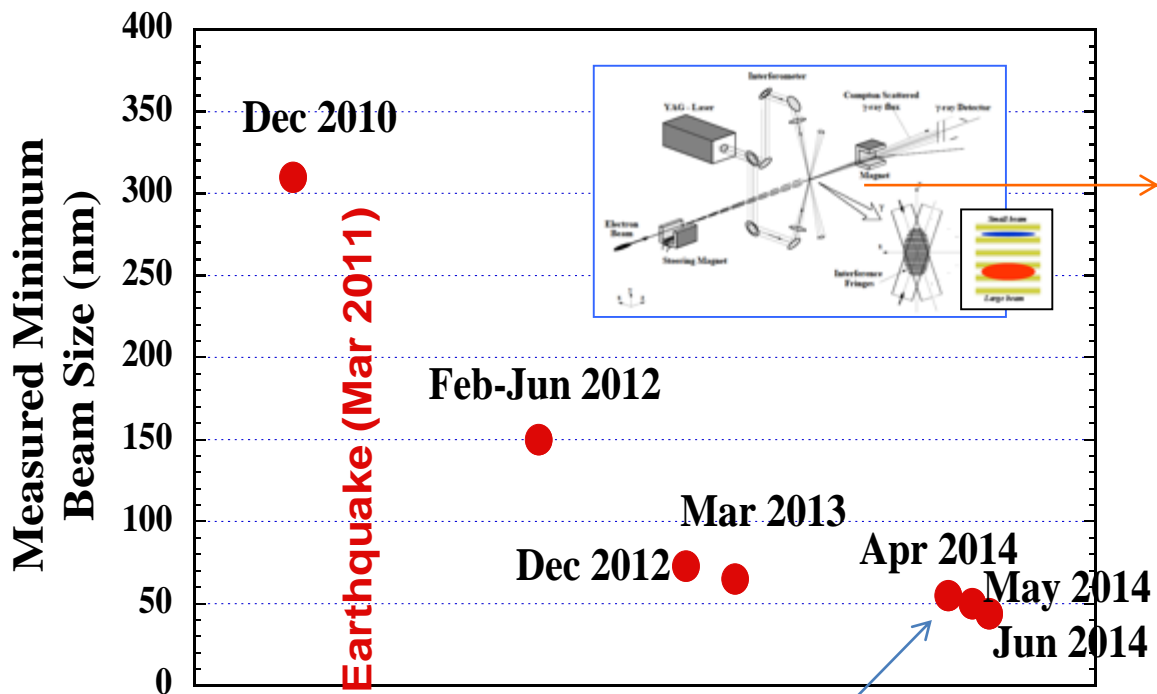 400
350
300
250
200
150
100
50
0
Measured Minimum
Beam Size (nm)
Dec 2010
Earthquake (Mar 2011)
Feb-Jun 2012
Dec 2012
Mar 2013
Apr 2014
May 2014
Jun 2014
Interferometer
YAG - Laser
Compton Scattered
γ-ray flux
γ-ray Detector
Magnet
Electron
Beam
Steering Magnet
Interference
Fringes
Small beam
Large beam